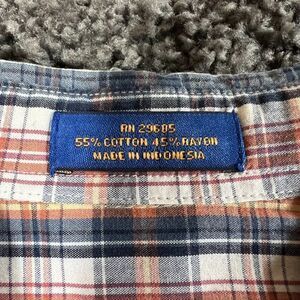 RN 29685
55% COTTON 45% RAYON
MADE IN INDONESIA